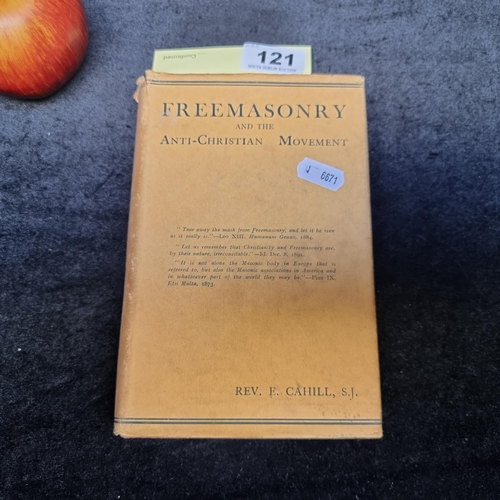 121
FREEMASONRY
AND THE
ANTI-CHRISTIAN MOVEMENT
6671
"Tear away the mask from Freemasonry, and let it be seen
as it really is."—Leo XIII. Humanum Genus, 1884.
"Let us remember that Christianity and Freemasonry are,
by their nature, irreconcilable."—Id. Dec. 8, 1892.
"It is not alone the Masonic body in Europe that is
referred to, but also the Masonic associations in America and
in whatsoever part of the world they may be."—Pius IX.
Etsi Multa, 1873.
REV. E. CAHILL, S.J.